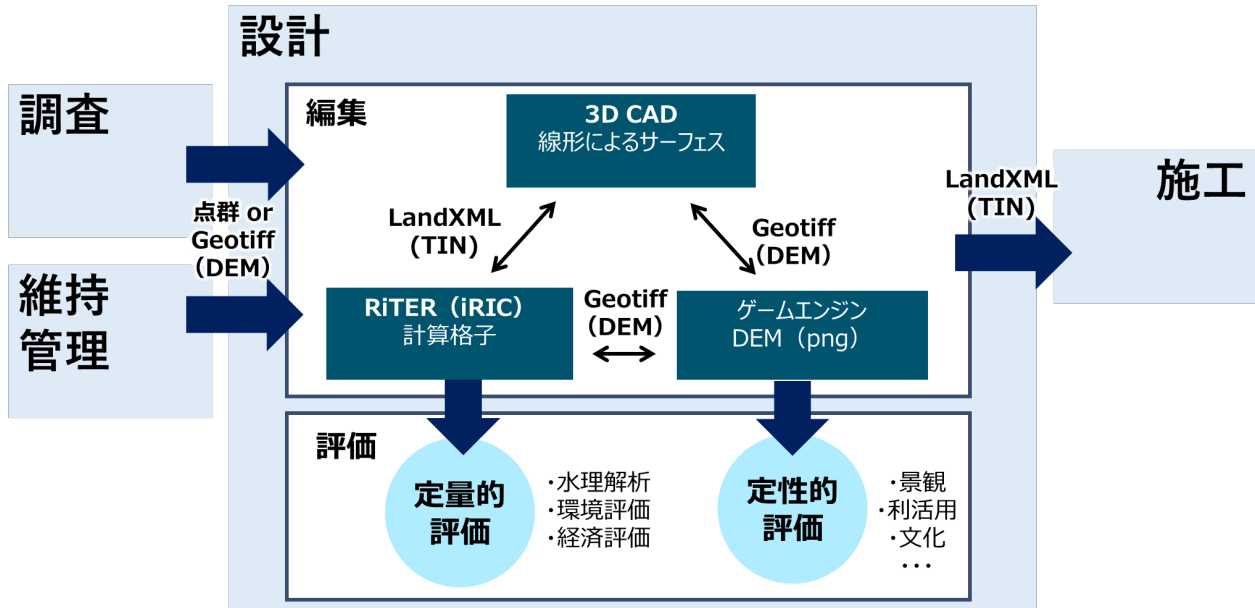 設計
調査
点群 or
Geotiff
（DEM）
維持
管理
編集
3D CAD
線形によるサーフェス
LandXML
(TIN)
Geotiff
（DEM）
RiTER（iRIC）
計算格子
Geotiff
（DEM）
ゲームエンジン
DEM（png）
評価
定量的
評価
・水理解析
・環境評価
・経済評価
定性的
評価
・景観
・利活用
・文化
・・・
LandXML
(TIN)
施工